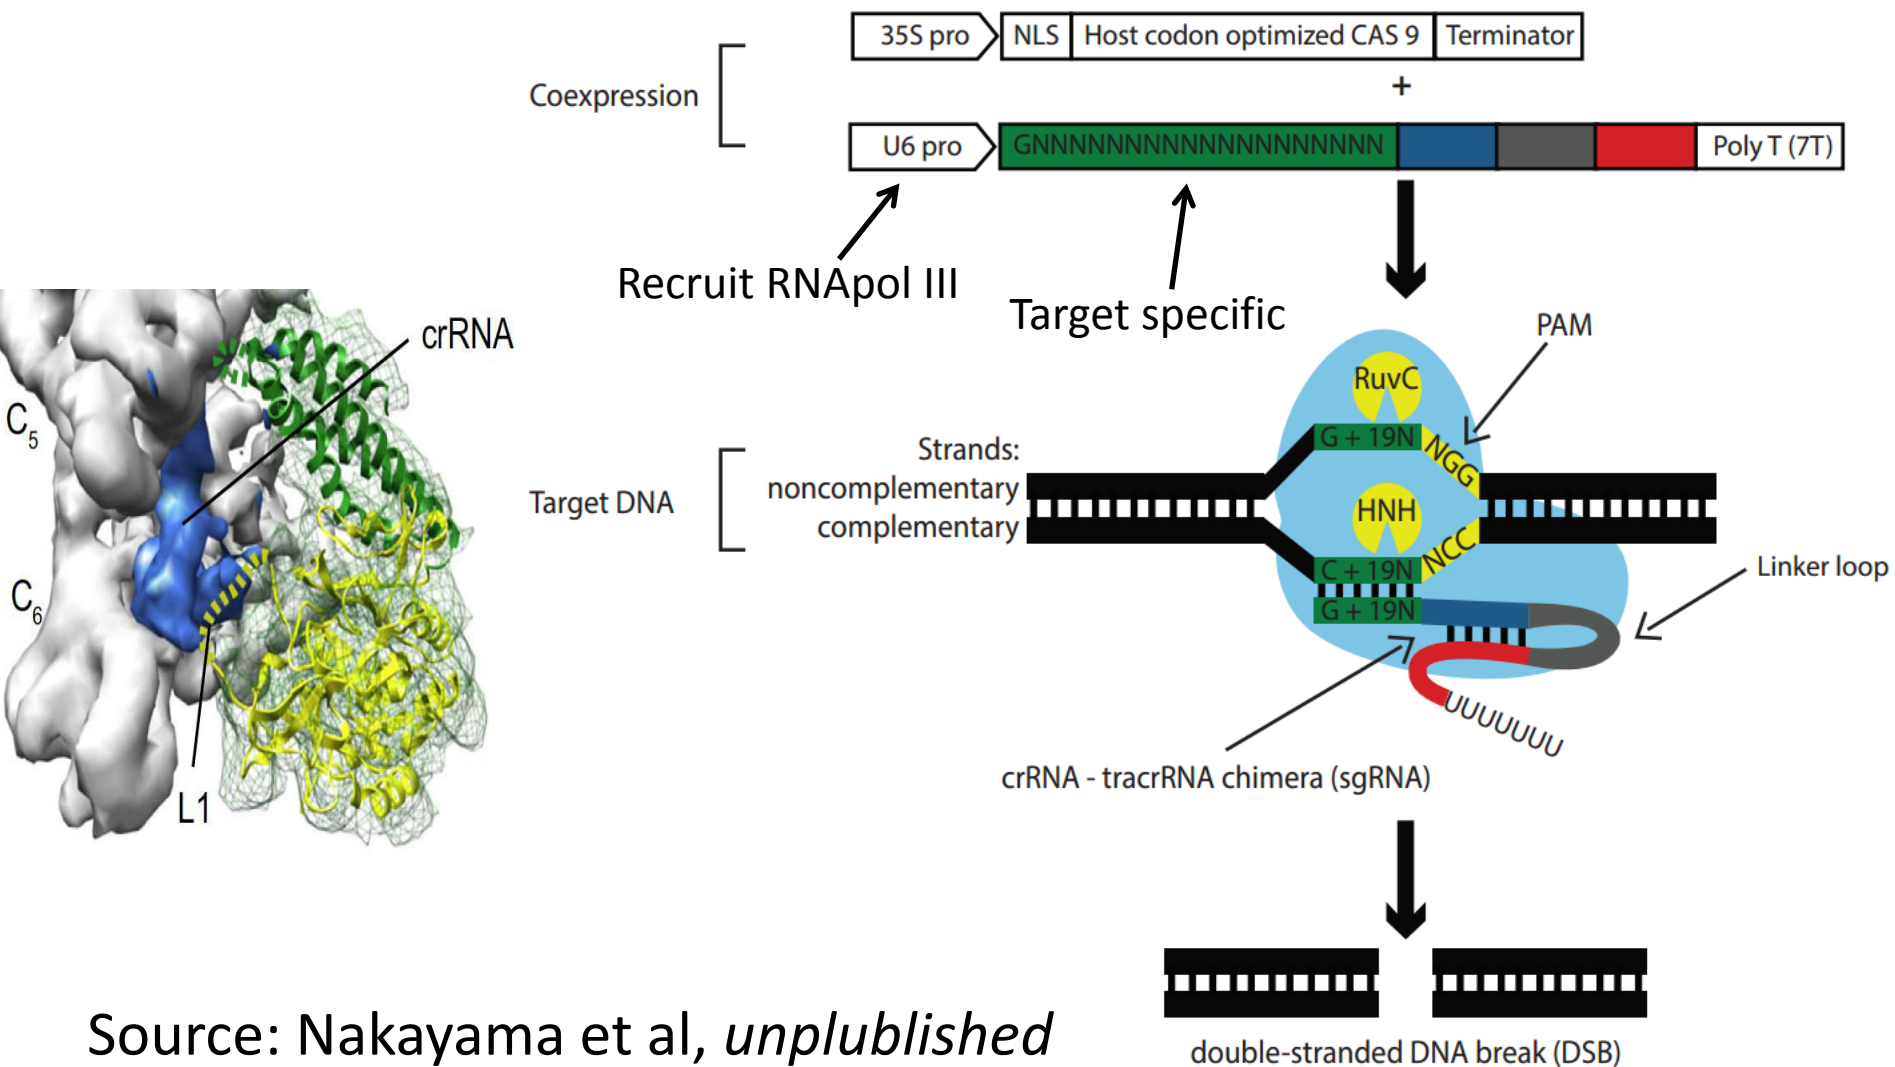 35S pro NLS Host codon optimized CAS 9 Terminator
Coexpression
+
U6 pro GNNNNNNNNNNNNNNNNNNN Poly T (7T)
Recruit RNApol III
Target specific
crRNA
C5
C6
L1
PAM
RuvC
G + 19N
NGG
Strands:
noncomplementary
complementary
Target DNA
HNH
NCC
C + 19N
G + 19N
Linker loop
UUUUUUU
crRNA - tracrRNA chimera (sgRNA)
double-stranded DNA break (DSB)
Source: Nakayama et al, unplublished